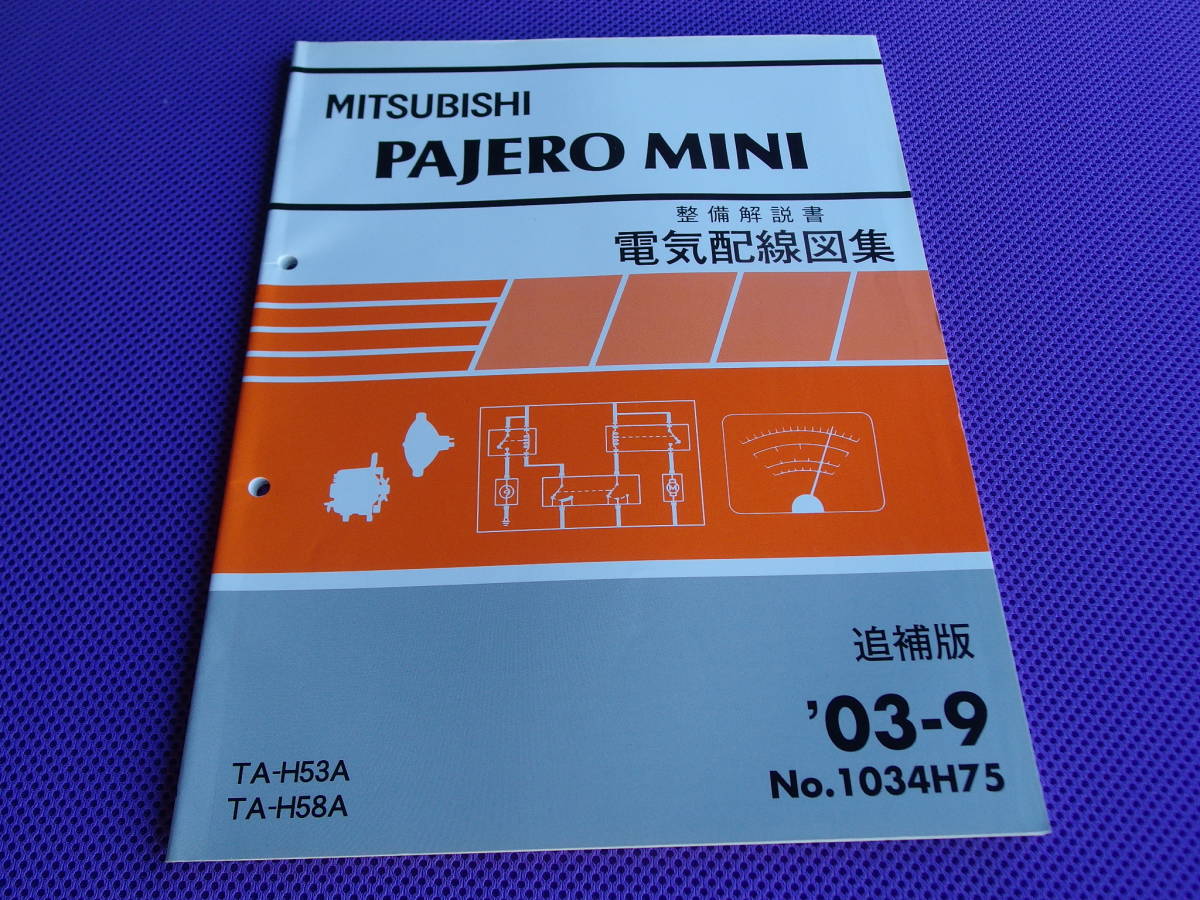 MITSUBISHI
PAJERO MINI
整備解説書
電気配線図集
M
追補版
'03-9
No.1034H75
TA-H53A
TA-H58A